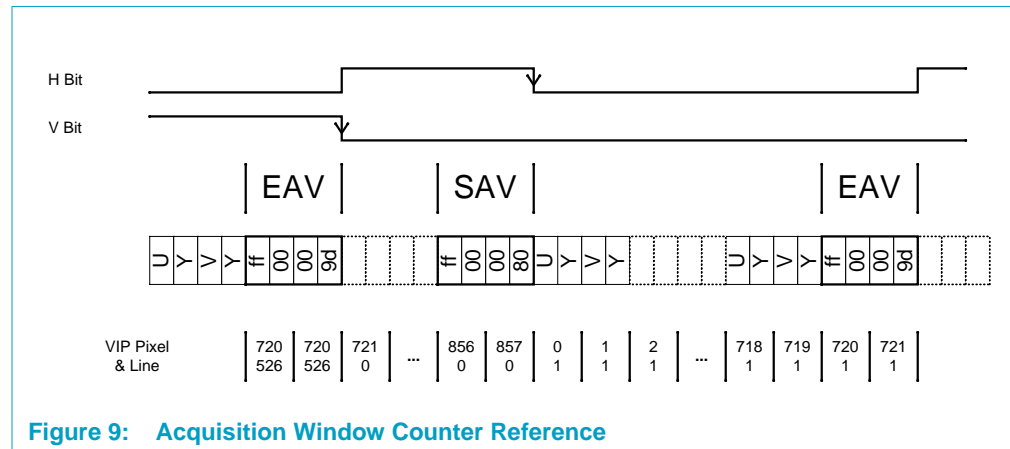 H Bit
V Bit
EAV SAV EAV
U Y V Y ff 00 00 9d ff 00 00 80 U Y V Y U Y V Y ff 00 00 9d
VIP Pixel 720 720 721 ... 856 857 0 1 2 ... 718 719 720 721
& Line 526 526 0 0 0 1 1 1 1 1 1 1
Figure 9: Acquisition Window Counter Reference